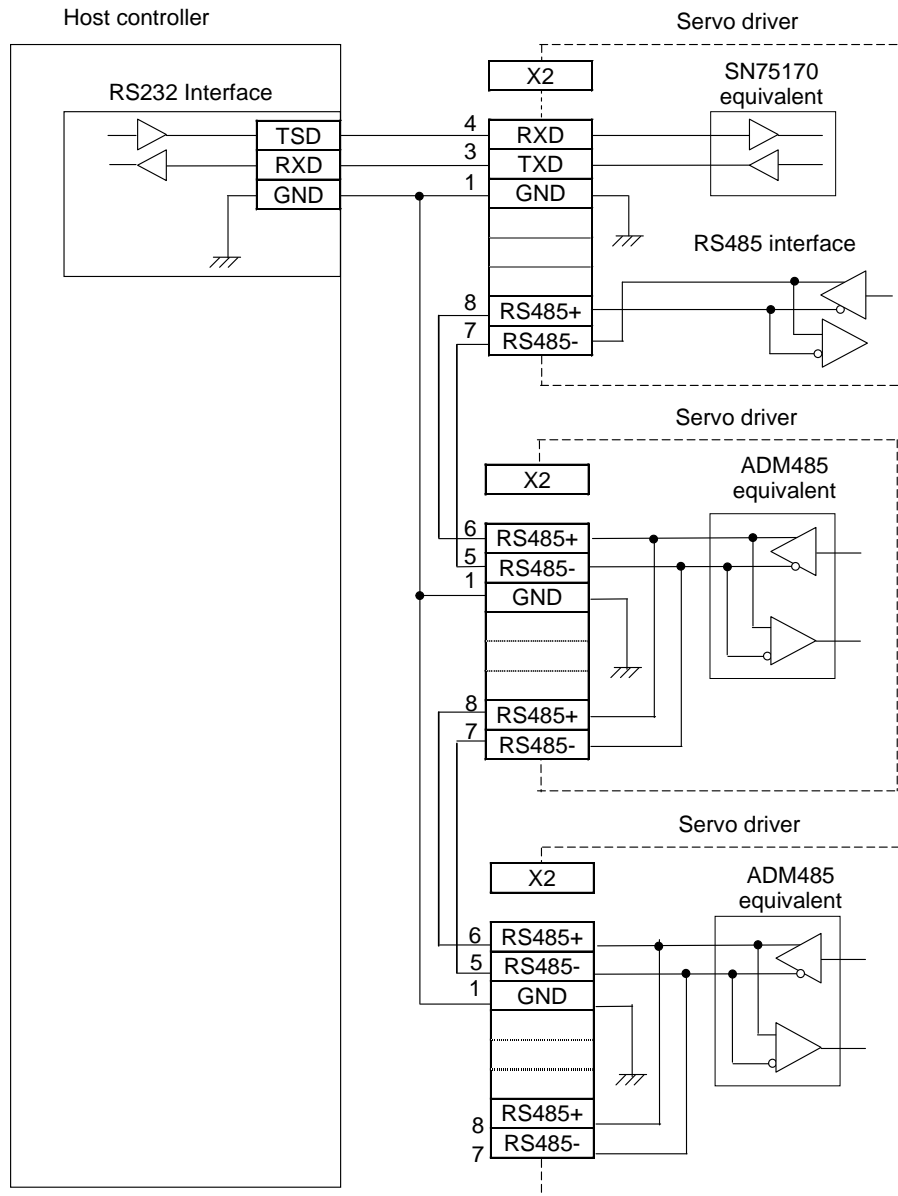 Host controller
Servo driver
X2
SN75170
equivalent
RS232 Interface
TSD
4
RXD
RXD
3
TXD
GND
1
GND
RS485 interface
8
RS485+
7
RS485-
Servo driver
X2
ADM485
equivalent
6
RS485+
5
RS485-
1
GND
8
RS485+
7
RS485-
Servo driver
X2
ADM485
equivalent
6
RS485+
5
RS485-
1
GND
8
RS485+
7
RS485-